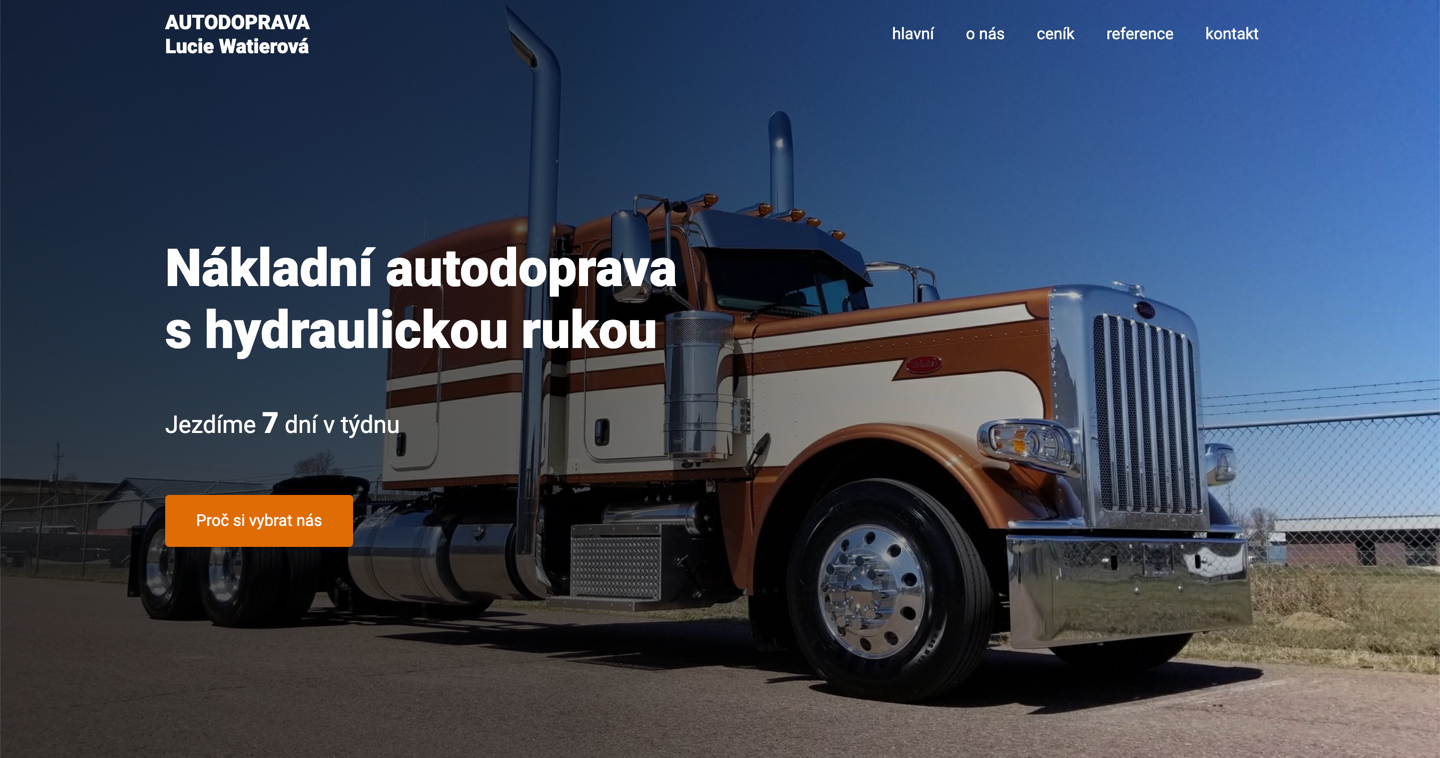 AUTODOPRAVA
Lucie Watierová
hlavní o nás ceník reference kontakt
Nákladní autodoprava
s hydraulickou rukou
Jezdíme 7 dní v týdnu
Proč si vybrat nás